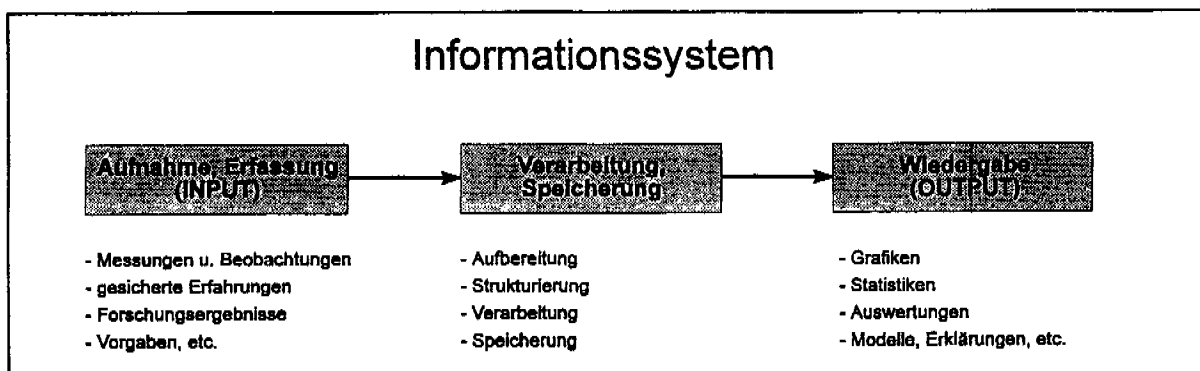 Informationssystem
Aufnahme, Erfassung
(INPUT)
- Messungen u. Beobachtungen
- gesicherte Erfahrungen
- Forschungsergebnisse
- Vorgaben, etc.
Verarbeitung,
Speicherung
- Aufbereitung
- Strukturierung
- Verarbeitung
- Speicherung
Wiedergabe
(OUTPUT)
- Grafiken
- Statistiken
- Auswertungen
- Modelle, Erklärungen, etc.